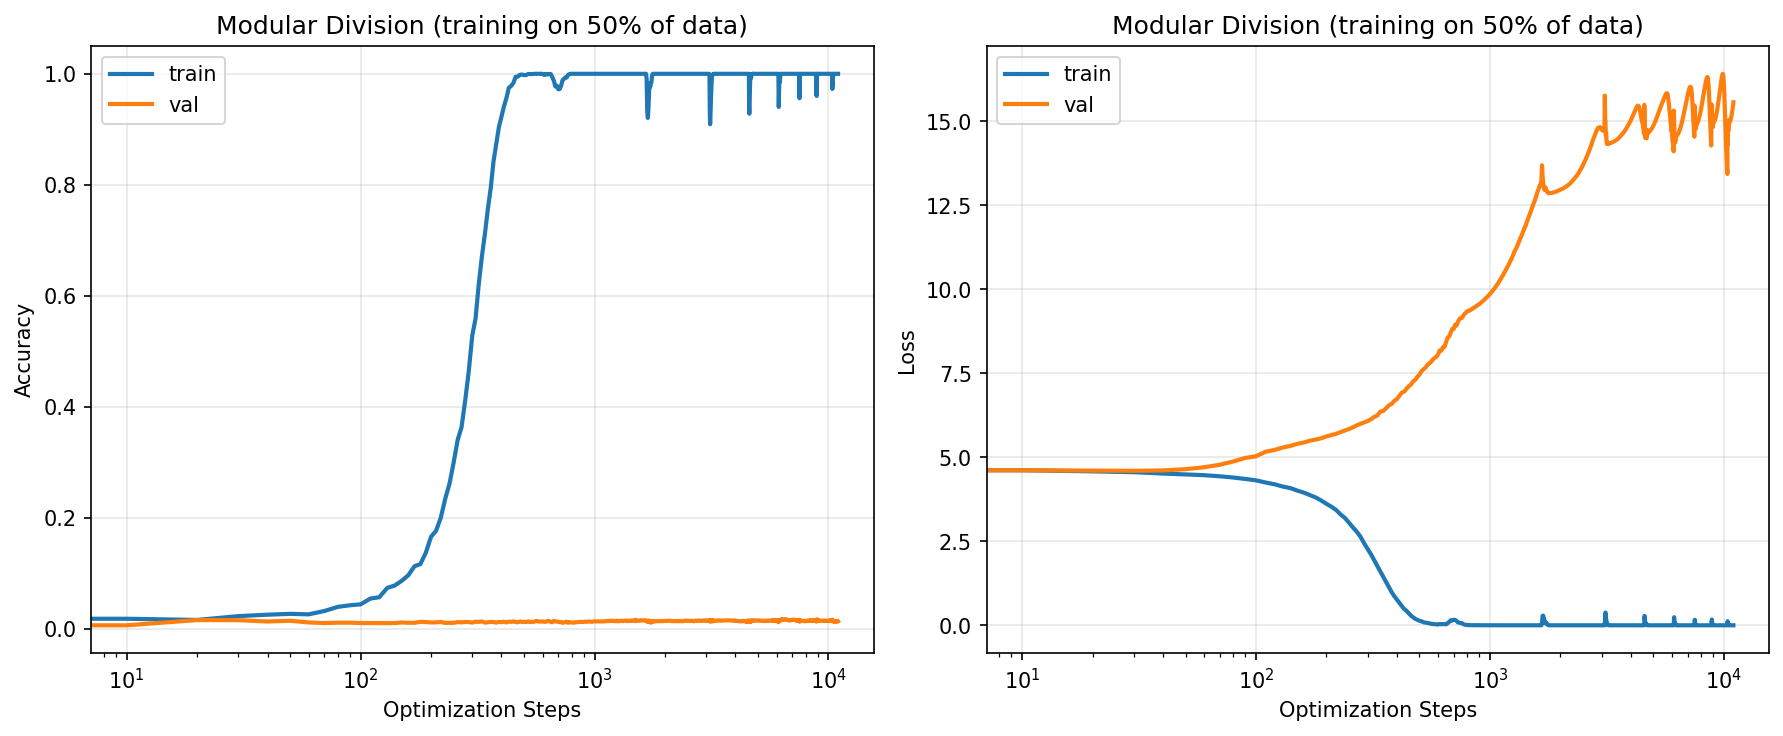 Modular Division (training on 50% of data)
train
val
1.0
0.8
0.6
0.4
0.2
0.0
Accuracy
10¹
10²
10³
10⁴
Optimization Steps
Modular Division (training on 50% of data)
train
val
15.0
12.5
10.0
7.5
5.0
2.5
0.0
Loss
10¹
10²
10³
10⁴
Optimization Steps